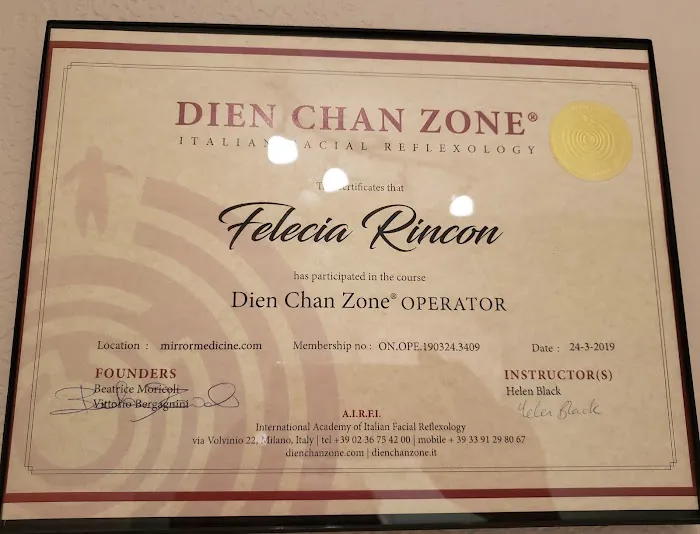 DIEN CHAN ZONE®
ITALIAN FACIAL REFLEXOLOGY
certificates that
Felecia Rincon
has participated in the course
Dien Chan Zone® OPERATOR
Location : mirrormedicine.com Membership no : ON.OPE.190324.3409 Date : 24-3-2019
FOUNDERS
Beatrice Moricoli
Vittorio Bergagnini
INSTRUCTOR(S)
Helen Black
Helen Black
A.I.R.F.I.
International Academy of Italian Facial Reflexology
via Volvinio 22, Milano, Italy | tel +39 02 36 75 42 00 | mobile + 39 33 91 29 80 67
dienchanzone.com | dienchanzone.it